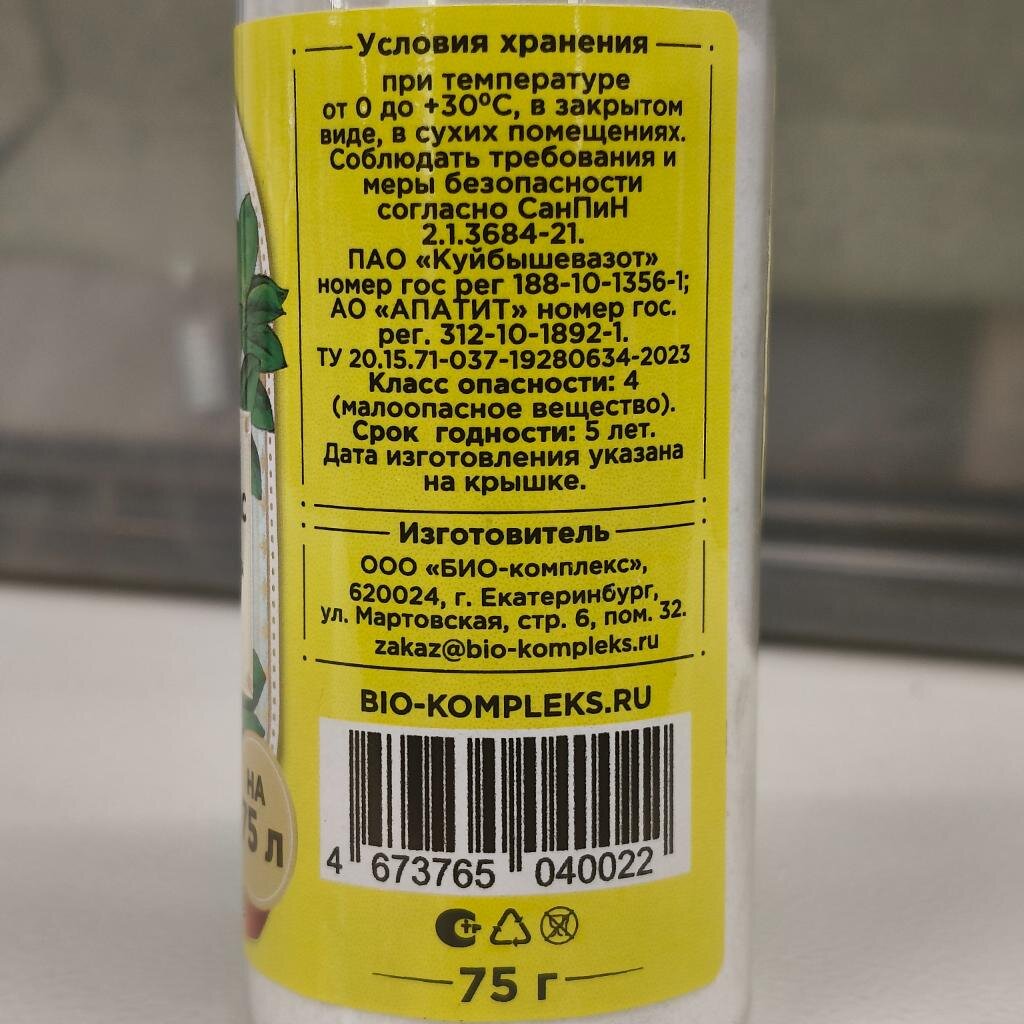 Условия хранения
при температуре
от 0 до +30°С, в закрытом
виде, в сухих помещениях.
Соблюдать требования и
меры безопасности
согласно СанПиН
2.1.3684-21.
ПАО «Куйбышевазот»
номер гос рег 188-10-1356-1;
АО «АПАТИТ» номер гос.
рег. 312-10-1892-1.
ТУ 20.15.71-037-19280634-2023
Класс опасности: 4
(малоопасное вещество).
Срок годности: 5 лет.
Дата изготовления указана
на крышке.
Изготовитель
ООО «БИО-комплекс»,
620024, г. Екатеринбург,
ул. Мартовская, стр. 6, пом. 32.
zakaz@bio-kompleks.ru
BIO-KOMPLEKS.RU
4 673765 040022
75 г
НА
75 л